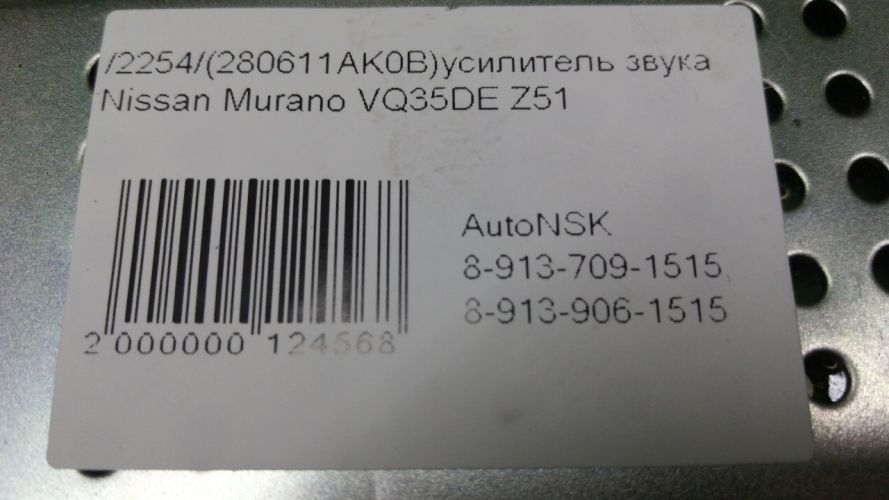 /2254/(280611AK0B)усилитель звука
Nissan Murano VQ35DE Z51
AutoNSK
8-913-709-1515
8-913-906-1515
2 000000 124568